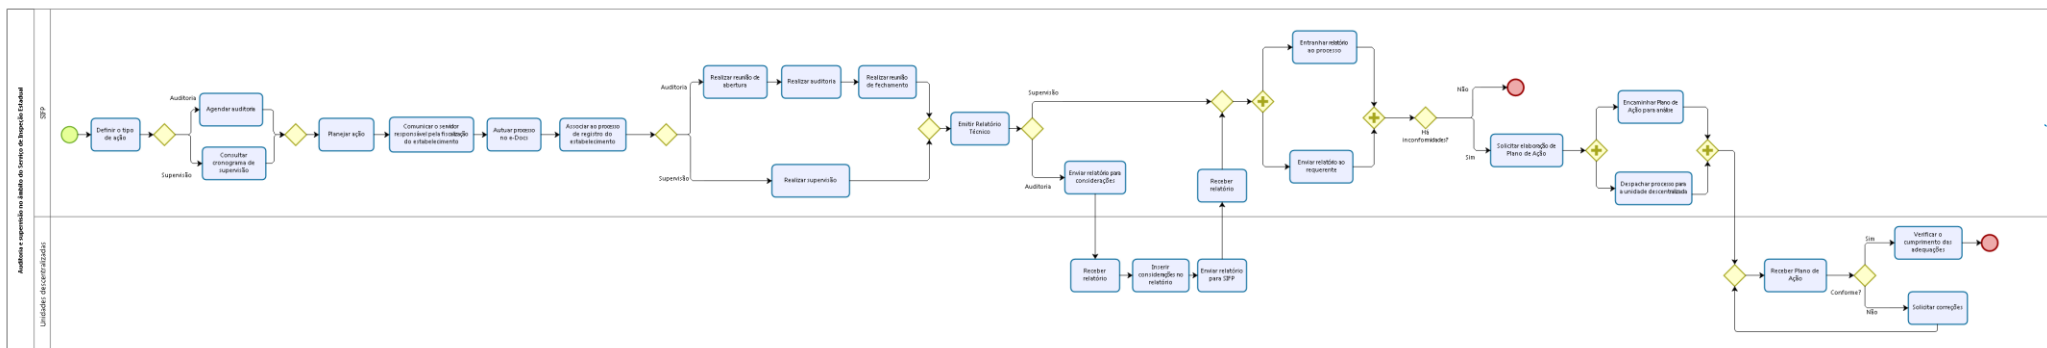 Auditoria e supervisão no âmbito do Serviço de Inspeção Estadual
SIFP
Definir o tipo
de ação
Auditoria
Agendar auditoria
Supervisão
Consultar
cronograma de
supervisão
Planejar ação
Comunicar o servidor
responsável pela fiscalização
do estabelecimento
Autuar processo
no e-Docs
Associar ao processo
de registro do
estabelecimento
Auditoria
Realizar reunião de
abertura
Realizar auditoria
Realizar reunião
de fechamento
Supervisão
Realizar supervisão
Emitir Relatório
Técnico
Supervisão
Auditoria
Enviar relatório para
considerações
Receber
relatório
Entranhar relatório
ao processo
Enviar relatório ao
requerente
Há
inconformidades?
Não
Sim
Solicitar elaboração de
Plano de Ação
Encaminhar Plano de
Ação para análise
Despachar processo para
a unidade descentralizada
Unidades descentralizadas
Receber
relatório
Inserir
considerações no
relatório
Enviar relatório
para SIFP
Receber Plano de
Ação
Conforme?
Sim
Verificar o
cumprimento das
adequações
Não
Solicitar correções